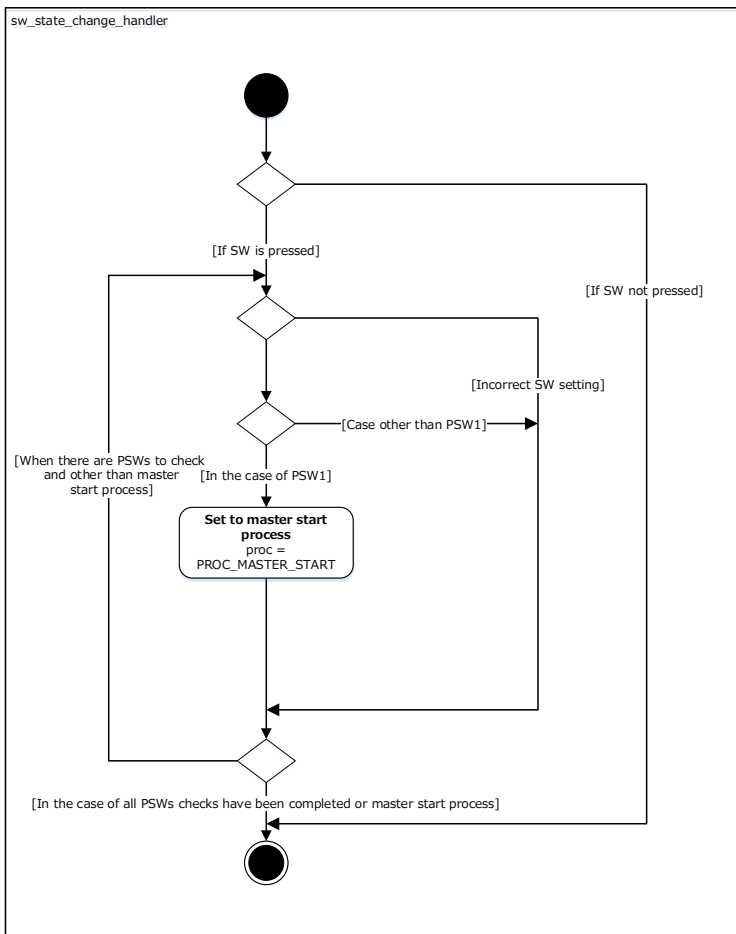 sw_state_change_handler
[If SW is pressed]
[If SW not pressed]
[Incorrect SW setting]
[Case other than PSW1]
[When there are PSWs to check
and other than master
start process]
[In the case of PSW1]
Set to master start
process
proc =
PROC_MASTER_START
[In the case of all PSWs checks have been completed or master start process]